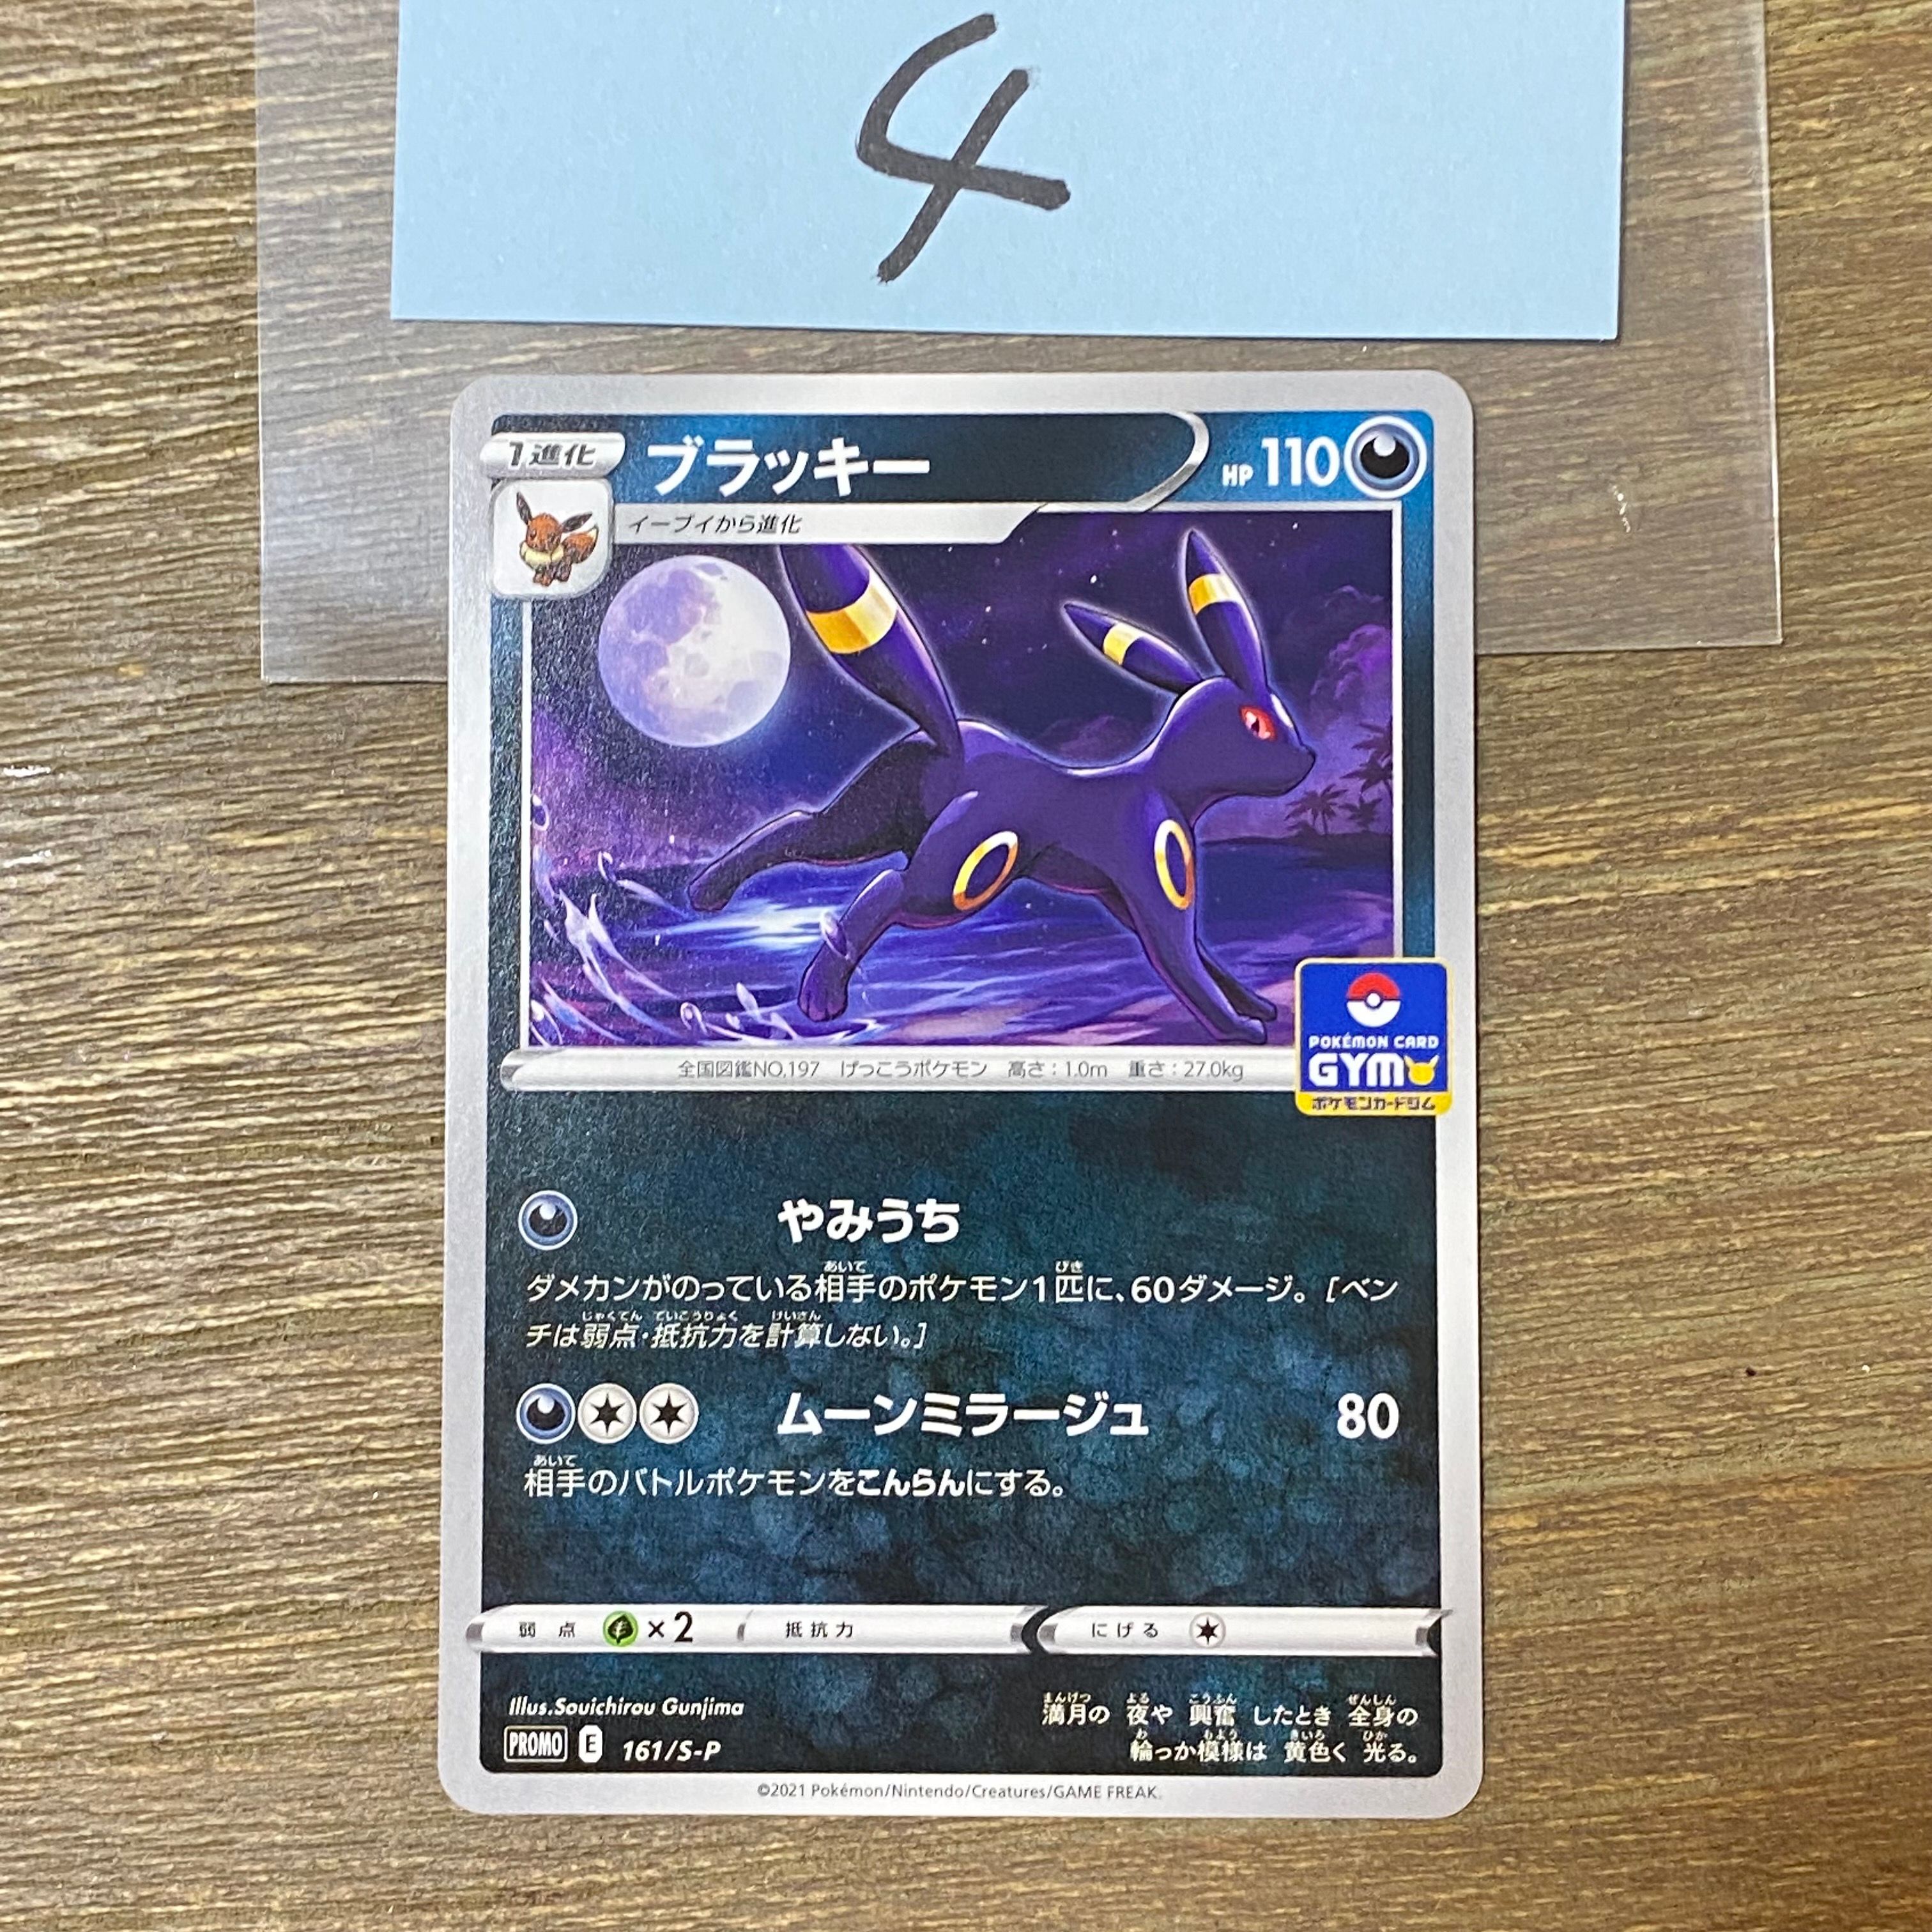 4
1進化
ブラッキー
HP 110
イーブイから進化
全国図鑑NO.197 げっこうポケモン 高さ:1.0m 重さ:27.0kg
POKÉMON CARD
GYM
ポケモンカードジム
やみうち
ダメカンがのっている相手のポケモン1匹に、60ダメージ。[ベン
チは弱点・抵抗力を計算しない。]
ムーンミラージュ 80
相手のバトルポケモンをこんらんにする。
弱点 ×2 抵抗力 にげる
Illus.Souichirou Gunjima
PROMO E 161/S-P
満月の 夜や 興奮 したとき 全身の
輪っか模様は 黄色く 光る。
©2021 Pokémon/Nintendo/Creatures/GAME FREAK.